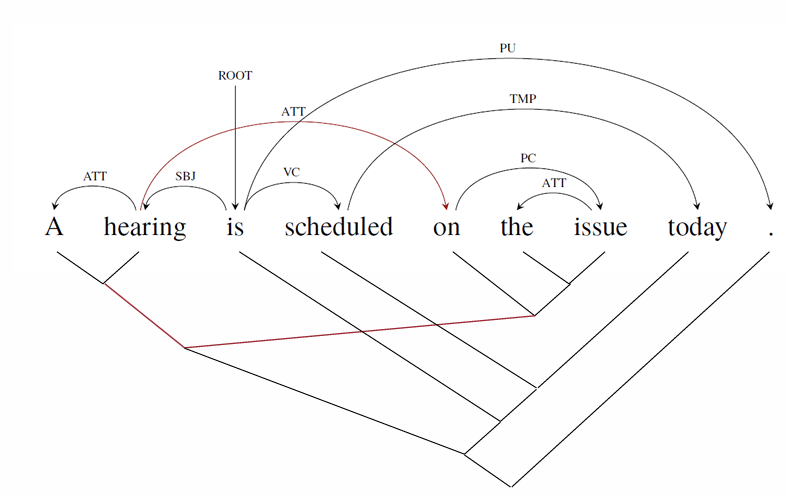 PU
ROOT
TMP
ATT
PC
ATT SBJ VC ATT
A hearing is scheduled on the issue today .